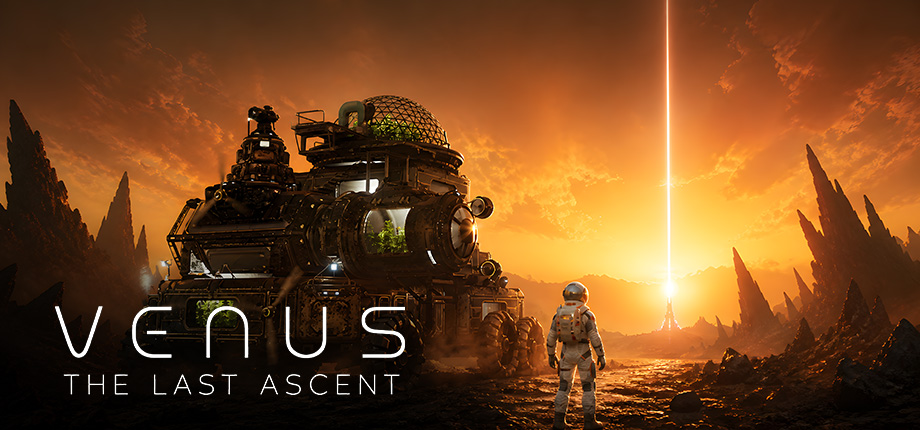 VENUS
THE LAST ASCENT